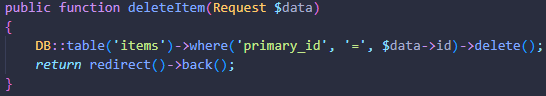 public function deleteItem(Request $data)
{
    DB::table('items')->where('primary_id', '=', $data->id)->delete();
    return redirect()->back();
}